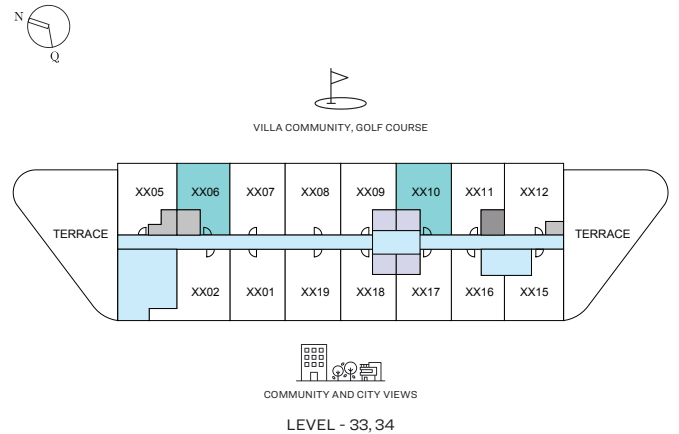 N
Q
VILLA COMMUNITY, GOLF COURSE
XX05 XX06 XX07 XX08 XX09 XX10 XX11 XX12
TERRACE TERRACE
XX02 XX01 XX19 XX18 XX17 XX16 XX15
COMMUNITY AND CITY VIEWS
LEVEL - 33, 34